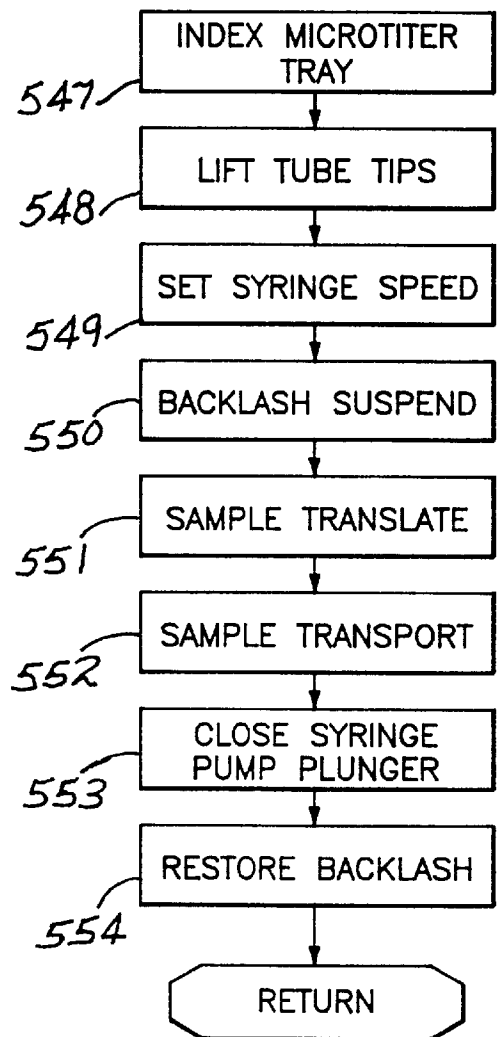 INDEX MICROTITER
TRAY
547
LIFT TUBE TIPS
548
SET SYRINGE SPEED
549
BACKLASH SUSPEND
550
SAMPLE TRANSLATE
551
SAMPLE TRANSPORT
552
CLOSE SYRINGE
PUMP PLUNGER
553
RESTORE BACKLASH
554
RETURN